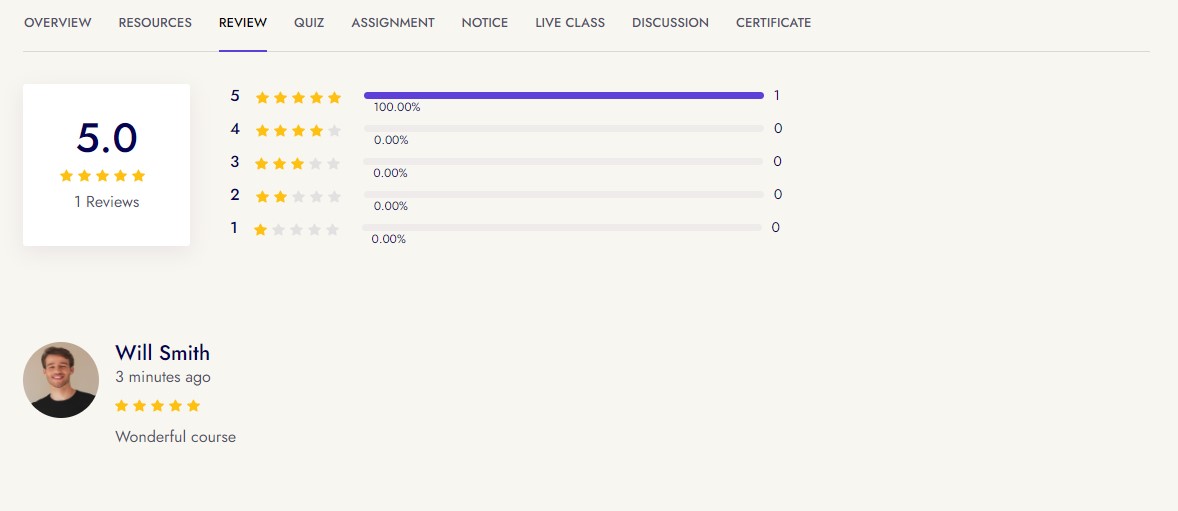 OVERVIEW RESOURCES REVIEW QUIZ ASSIGNMENT NOTICE LIVE CLASS DISCUSSION CERTIFICATE
5.0
1 Reviews
5 1
100.00%
4 0
0.00%
3 0
0.00%
2 0
0.00%
1 0
0.00%
Will Smith
3 minutes ago
Wonderful course